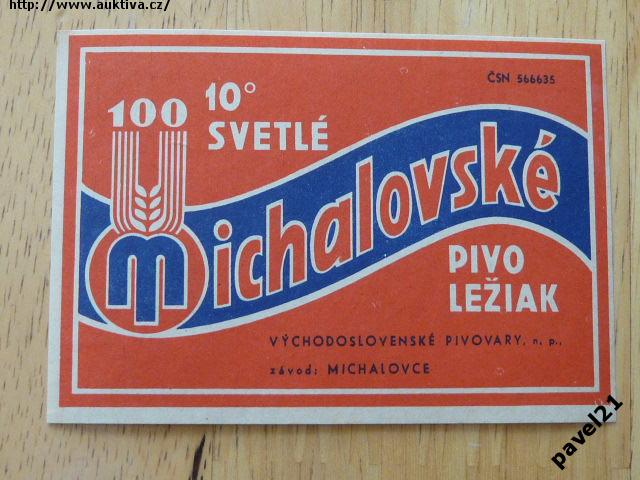 http://www.auktiva.cz/
ČSN 566635
100
10°
SVETLÉ
Michalovské
PIVO
LEŽIAK
VÝCHODOSLOVENSKÉ PIVOVARY, n. p.,
závod: MICHALOVCE
pavel21